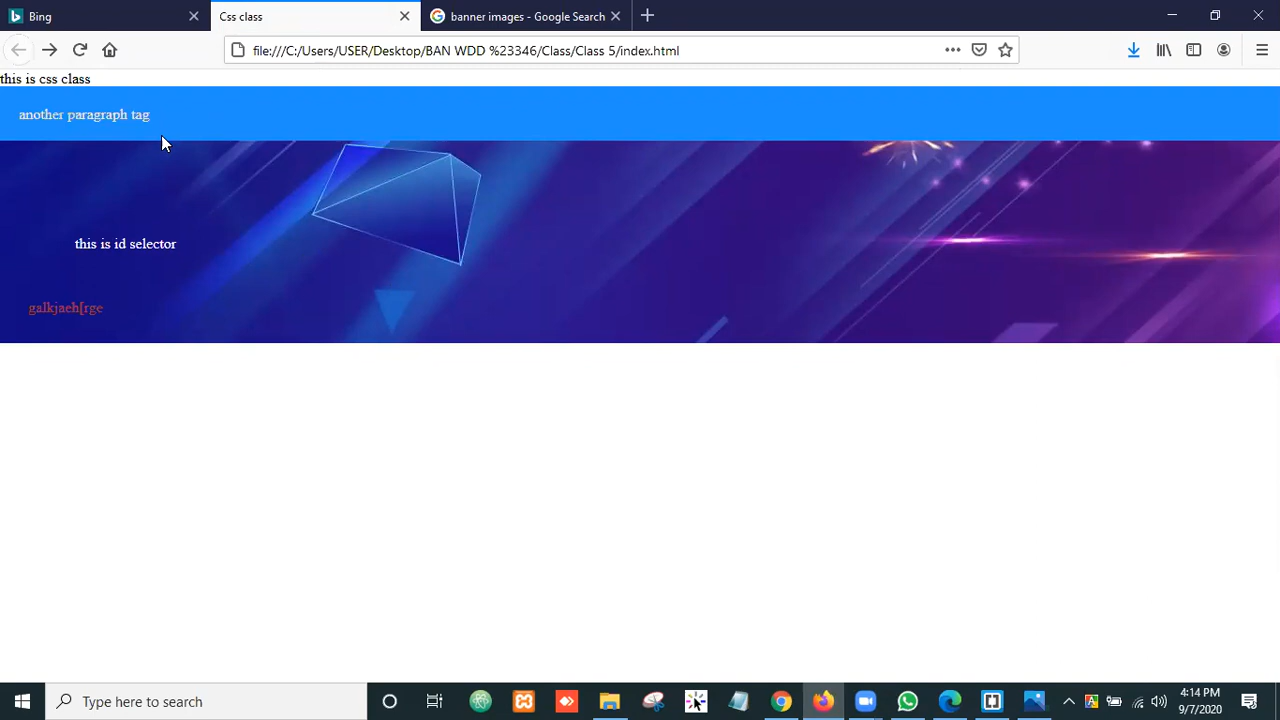 Bing
Css class
banner images - Google Search
file:///C:/Users/USER/Desktop/BAN WDD %23346/Class/Class 5/index.html
this is css class
another paragraph tag
this is id selector
galkjaeh[rge
Type here to search
4:14 PM
9/7/2020